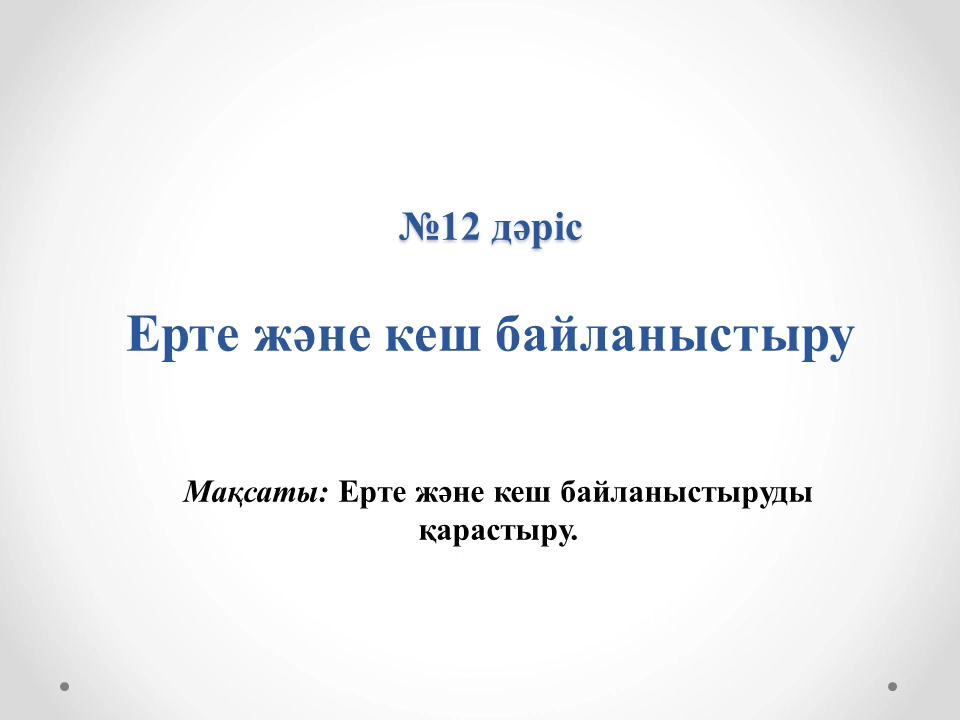 №12 дәріс
Ерте және кеш байланыстыру
Мақсаты: Ерте және кеш байланыстыруды
қарастыру.